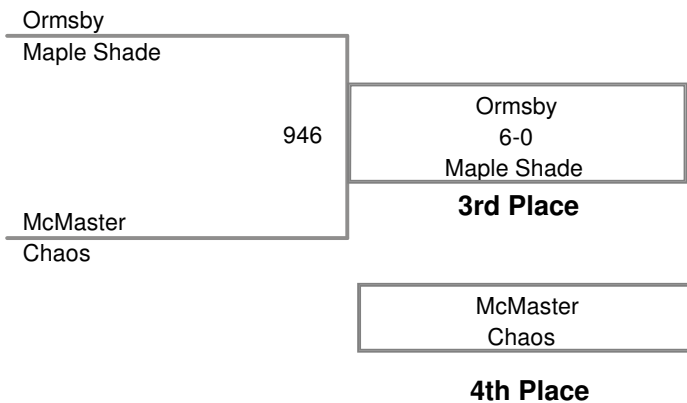 Ormsby
Maple Shade
946
Ormsby
6-0
Maple Shade
3rd Place
McMaster
Chaos
McMaster
Chaos
4th Place